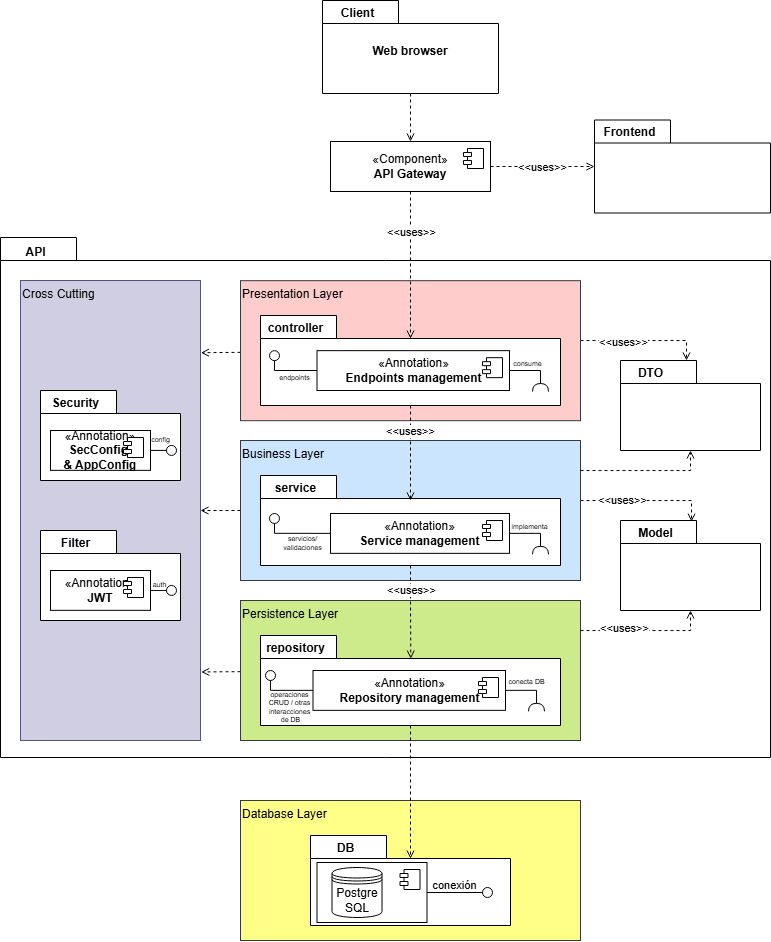 Client
Web browser
«Component»
API Gateway
<<uses>>
Frontend
<<uses>>
API
Cross Cutting
Presentation Layer
controller
«Annotation»
Endpoints management
endpoints
consume
<<uses>>
DTO
Security
«Annotation»
SecConfig
& AppConfig
config
<<uses>>
Business Layer
service
«Annotation»
Service management
servicios/
validaciones
implementa
<<uses>>
Model
Filter
«Annotation»
JWT
auth
<<uses>>
Persistence Layer
repository
«Annotation»
Repository management
operaciones
CRUD / otras
interacciones
de DB
conecta DB
<<uses>>
Database Layer
DB
Postgre
SQL
conexión